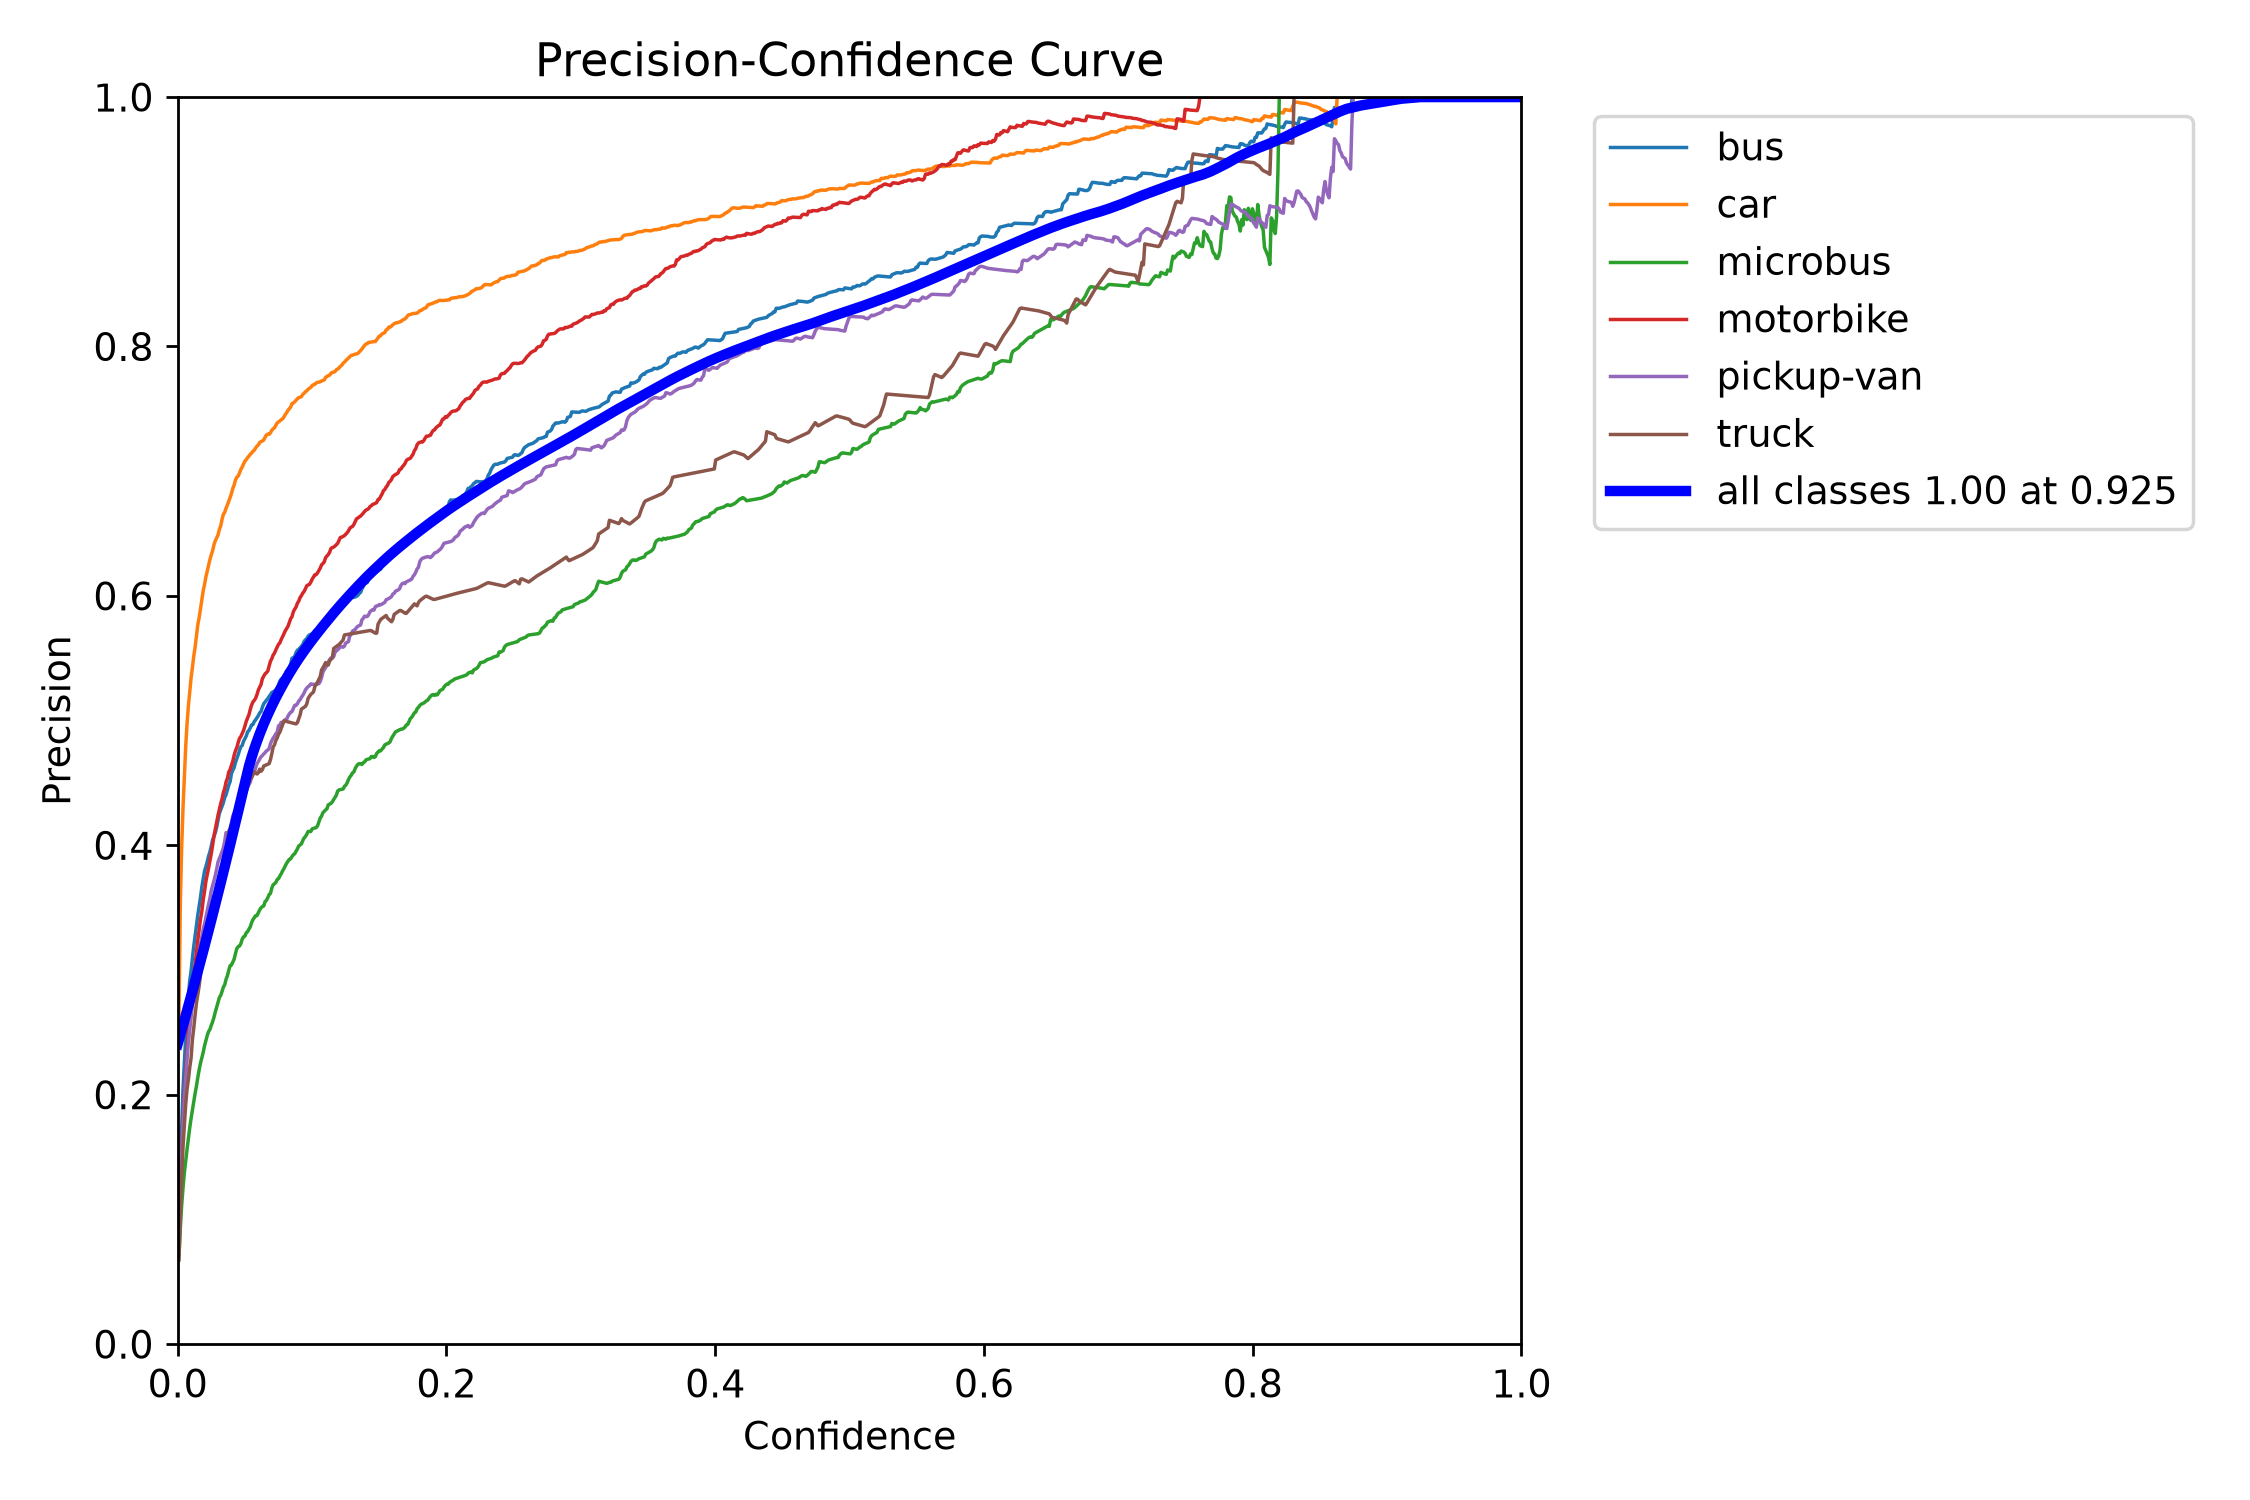 Precision-Confidence Curve
1.0
0.8
0.6
0.4
0.2
0.0
Precision
0.0 0.2 0.4 0.6 0.8 1.0
Confidence
bus
car
microbus
motorbike
pickup-van
truck
all classes 1.00 at 0.925